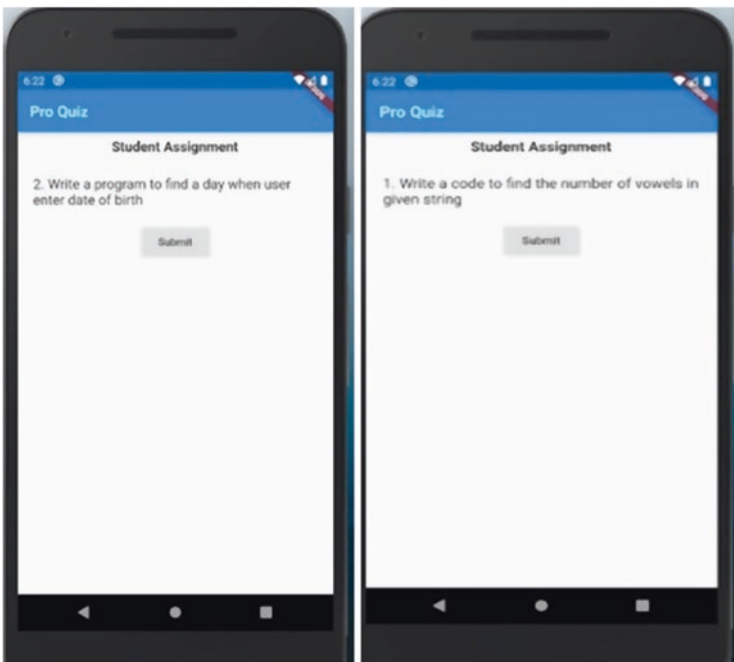 6:22
Pro Quiz
Student Assignment
2. Write a program to find a day when user
enter date of birth
Submit
6:22
Pro Quiz
Student Assignment
1. Write a code to find the number of vowels in
given string
Submit